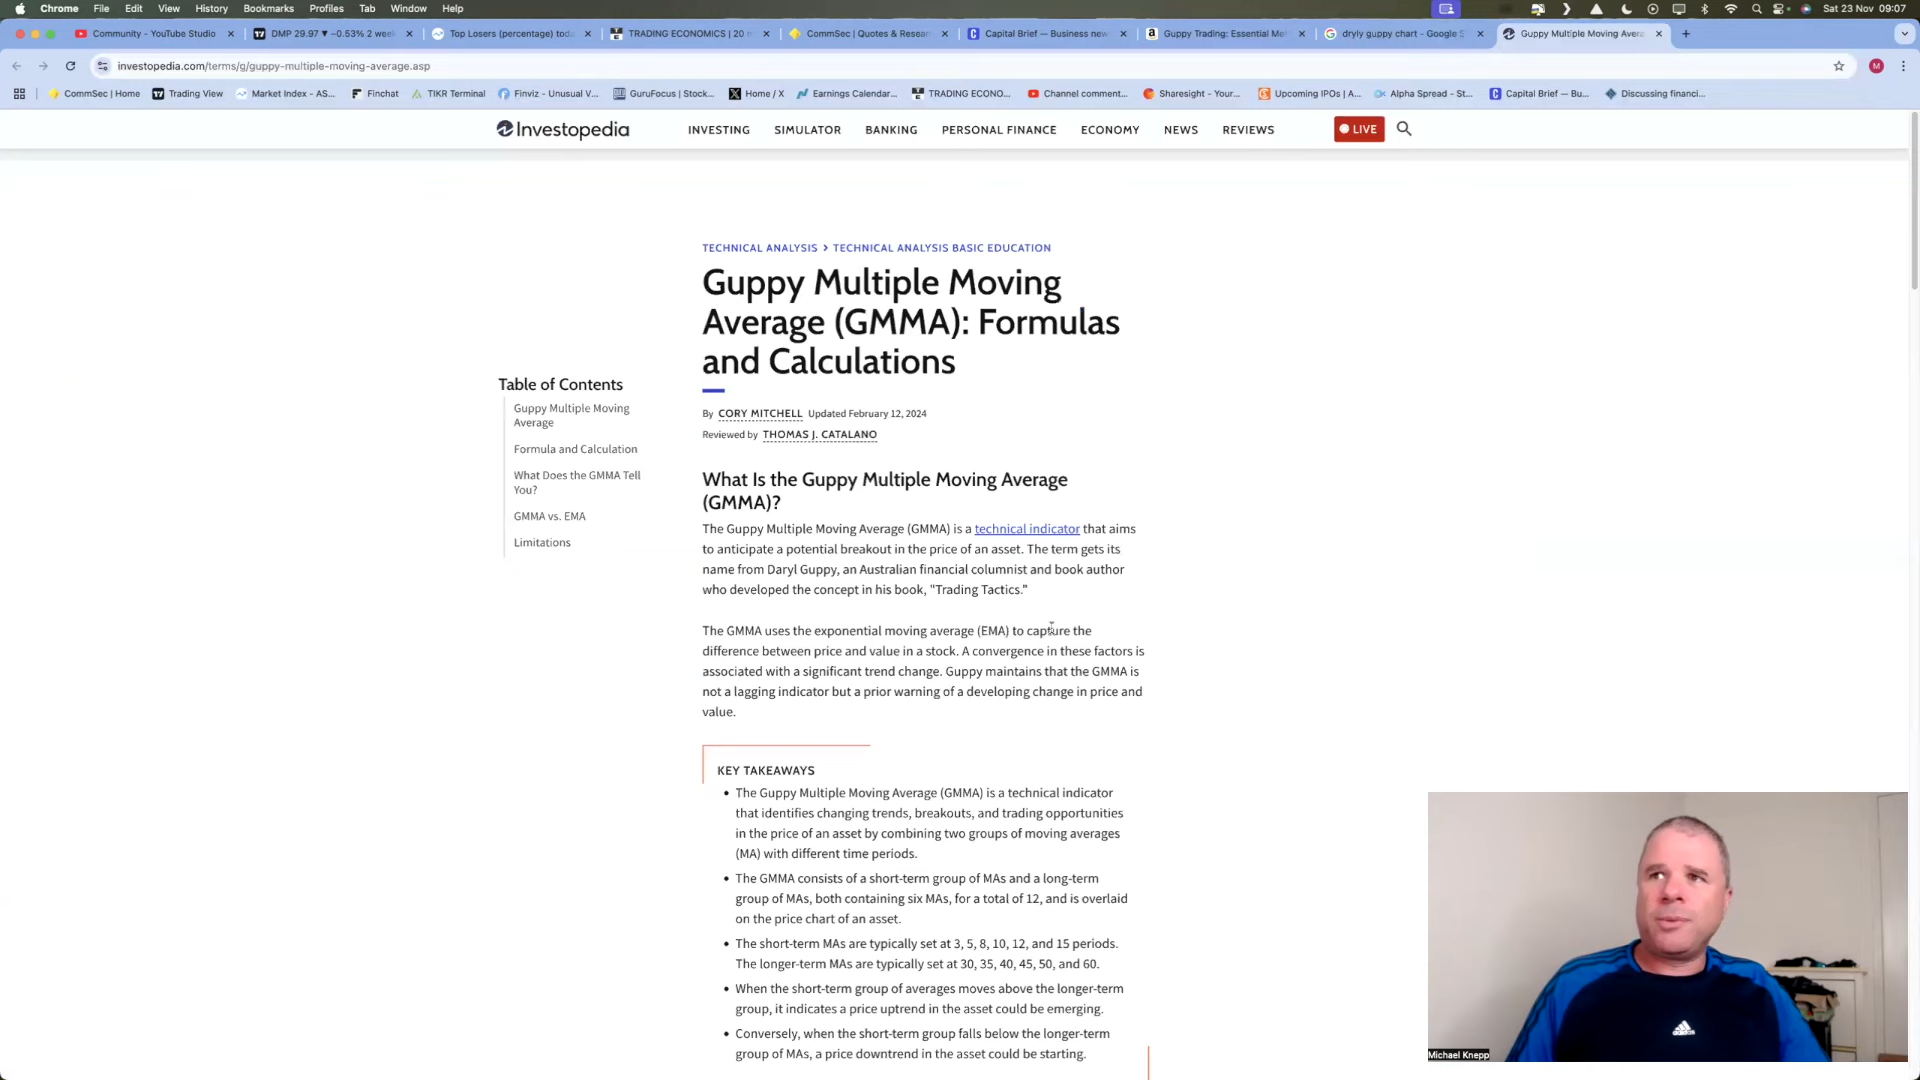 Chrome File Edit View History Bookmarks Profiles Tab Window Help Sat 23 Nov 09:07
Community - YouTube Studio DMP 29.97 ▼ −0.53% 2 wee Top Losers (percentage) toda TRADING ECONOMICS | 20 m CommSec | Quotes & Resear Capital Brief — Business new Guppy Trading: Essential Met dryly guppy chart - Google S Guppy Multiple Moving Avera
investopedia.com/terms/g/guppy-multiple-moving-average.asp M
CommSec | Home Trading View Market Index - AS... Finchat TIKR Terminal Finviz - Unusual V... GuruFocus | Stock... Home / X Earnings Calendar... TRADING ECONO... Channel comment... Sharesight - Your... Upcoming IPOs | A... Alpha Spread - St... Capital Brief — Bu... Discussing financi...
Investopedia INVESTING SIMULATOR BANKING PERSONAL FINANCE ECONOMY NEWS REVIEWS LIVE
TECHNICAL ANALYSIS > TECHNICAL ANALYSIS BASIC EDUCATION
Guppy Multiple Moving
Average (GMMA): Formulas
and Calculations
By CORY MITCHELL Updated February 12, 2024
Reviewed by THOMAS J. CATALANO
Table of Contents
Guppy Multiple Moving
Average
Formula and Calculation
What Does the GMMA Tell
You?
GMMA vs. EMA
Limitations
What Is the Guppy Multiple Moving Average
(GMMA)?
The Guppy Multiple Moving Average (GMMA) is a technical indicator that aims
to anticipate a potential breakout in the price of an asset. The term gets its
name from Daryl Guppy, an Australian financial columnist and book author
who developed the concept in his book, "Trading Tactics."
The GMMA uses the exponential moving average (EMA) to capture the
difference between price and value in a stock. A convergence in these factors is
associated with a significant trend change. Guppy maintains that the GMMA is
not a lagging indicator but a prior warning of a developing change in price and
value.
KEY TAKEAWAYS
• The Guppy Multiple Moving Average (GMMA) is a technical indicator
that identifies changing trends, breakouts, and trading opportunities
in the price of an asset by combining two groups of moving averages
(MA) with different time periods.
• The GMMA consists of a short-term group of MAs and a long-term
group of MAs, both containing six MAs, for a total of 12, and is overlaid
on the price chart of an asset.
• The short-term MAs are typically set at 3, 5, 8, 10, 12, and 15 periods.
The longer-term MAs are typically set at 30, 35, 40, 45, 50, and 60.
• When the short-term group of averages moves above the longer-term
group, it indicates a price uptrend in the asset could be emerging.
• Conversely, when the short-term group falls below the longer-term
group of MAs, a price downtrend in the asset could be starting.
adidas
Michael Knepp